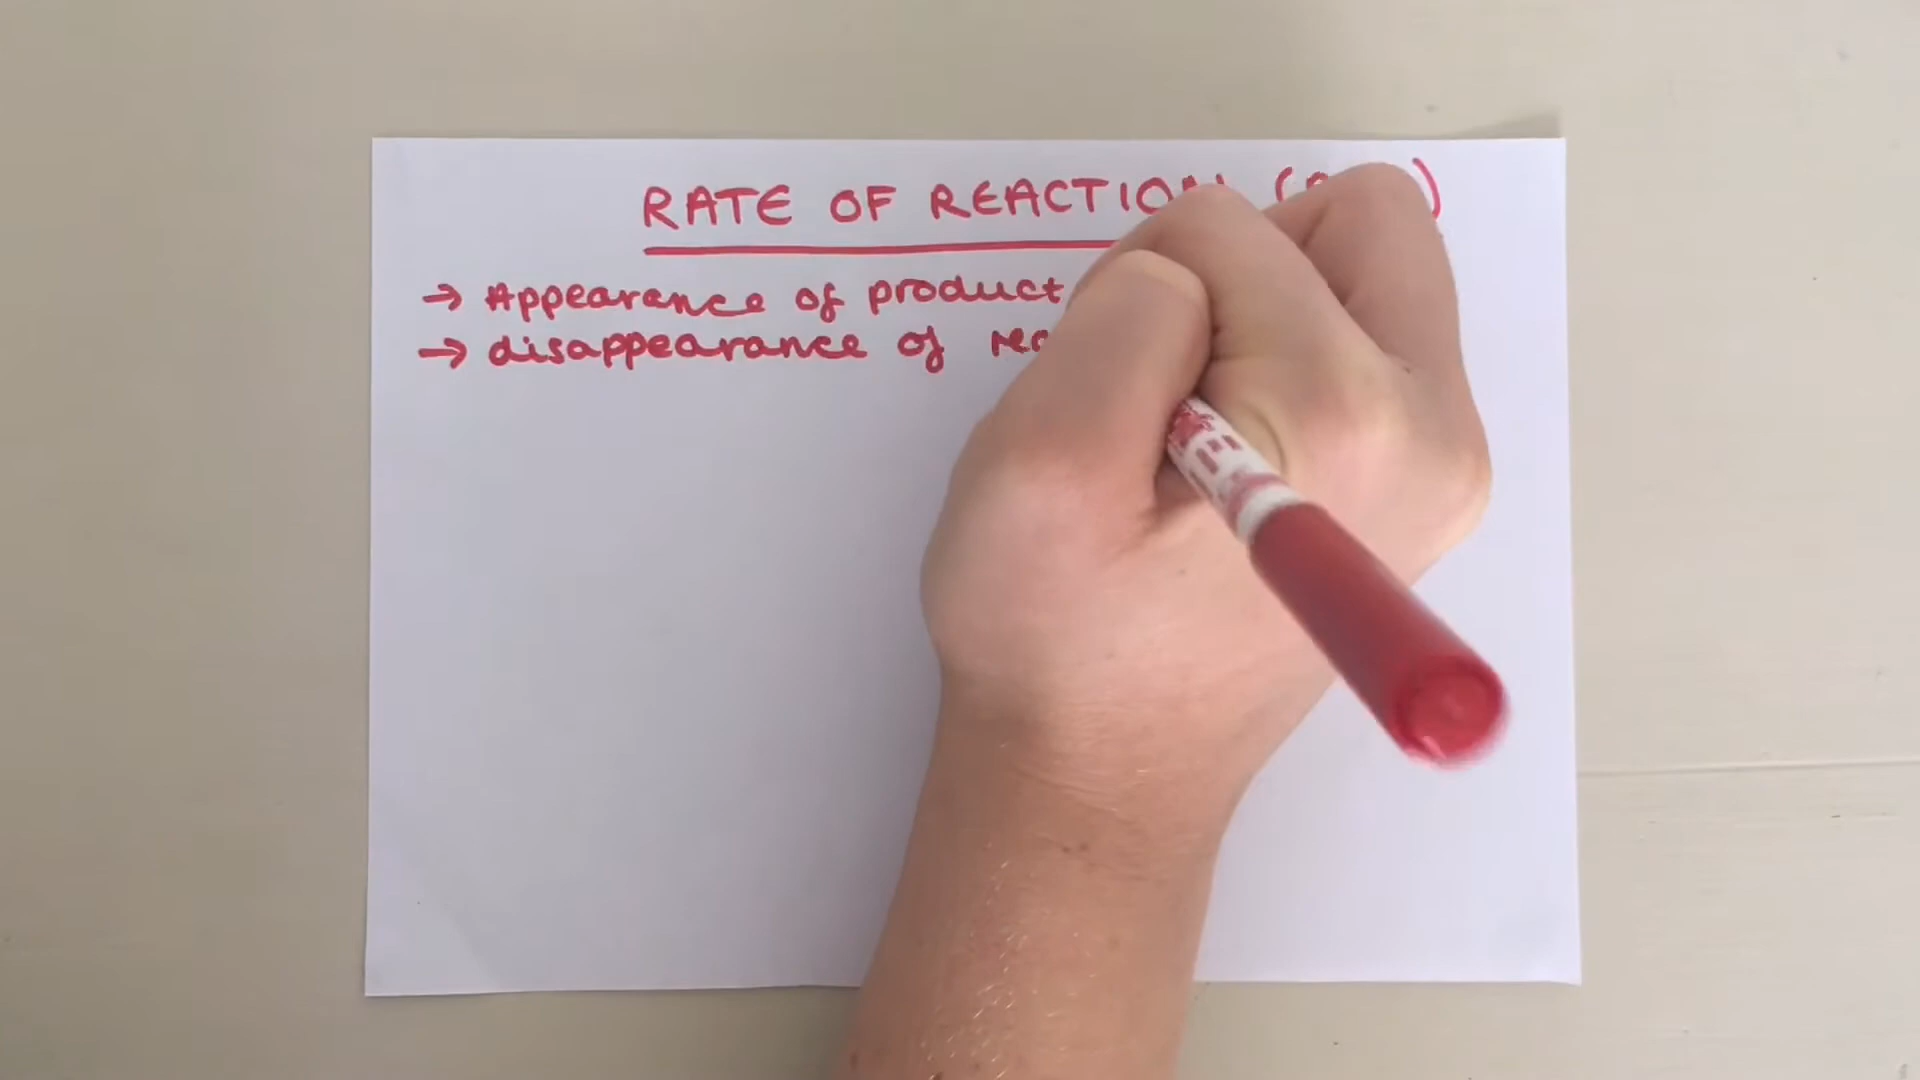 RATE OF REACTION
→ Appearance of product
→ disappearance of